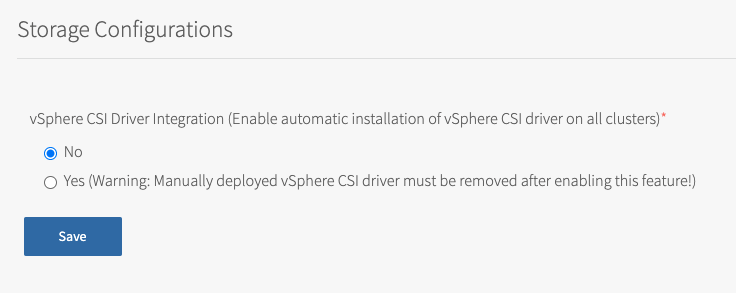 Storage Configurations
vSphere CSI Driver Integration (Enable automatic installation of vSphere CSI driver on all clusters)*
No
Yes (Warning: Manually deployed vSphere CSI driver must be removed after enabling this feature!)
Save